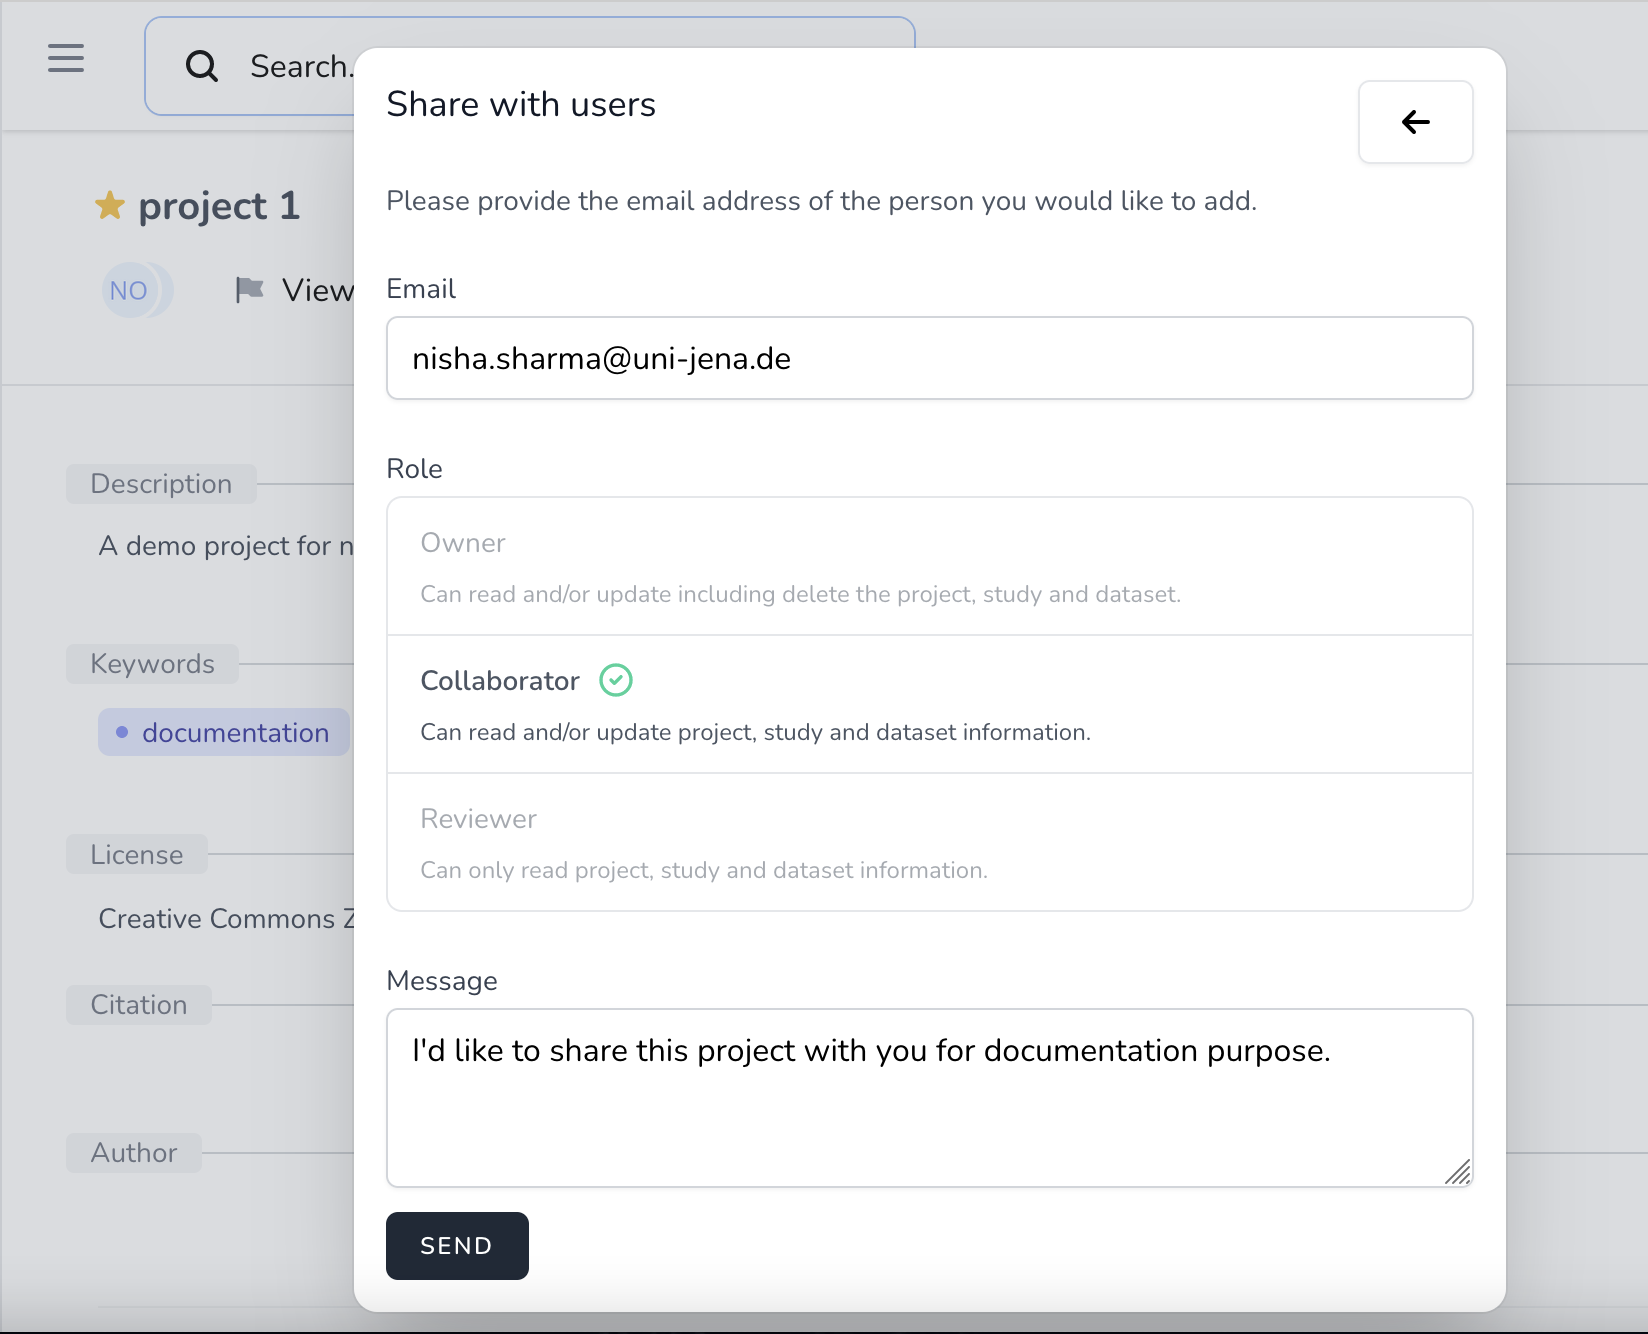 Search.
Share with users
project 1
Please provide the email address of the person you would like to add.
NO
View
Email
nisha.sharma@uni-jena.de
Role
Description
Owner
A demo project for n
Can read and/or update including delete the project, study and dataset.
Keywords
Collaborator
documentation
Can read and/or update project, study and dataset information.
Reviewer
License
Can only read project, study and dataset information.
Creative Commons Z
Message
Citation
I'd like to share this project with you for documentation purpose.
Author
SEND